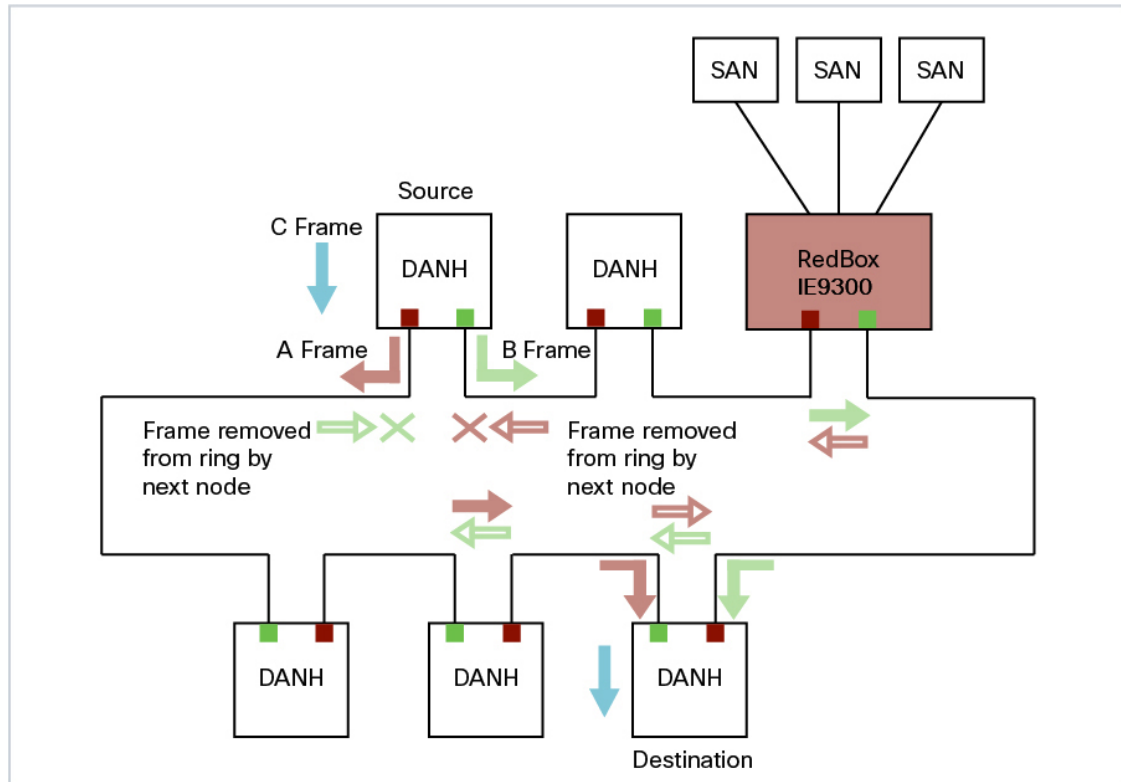 SAN
SAN
SAN
Source
C Frame
DANH
DANH
RedBox
IE9300
A Frame
B Frame
Frame removed
from ring by
next node
Frame removed
from ring by
next node
DANH
DANH
DANH
Destination